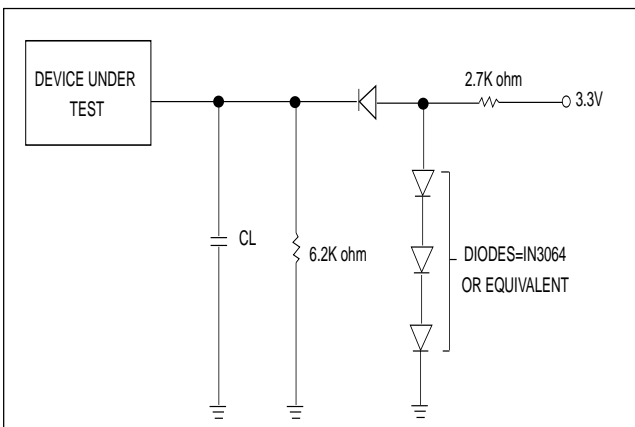 DEVICE UNDER
TEST
2.7K ohm
3.3V
CL
6.2K ohm
DIODES=IN3064
OR EQUIVALENT